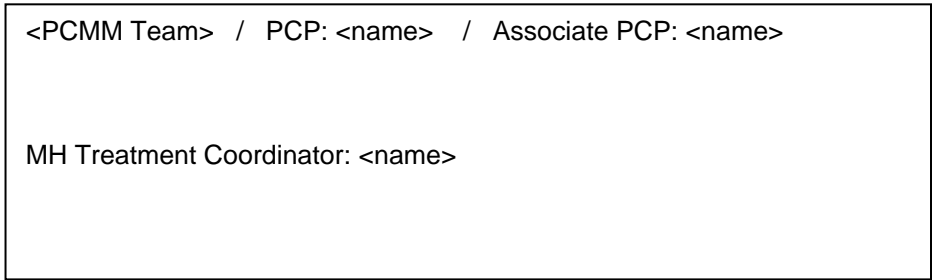 <PCMM Team> / PCP: <name> / Associate PCP: <name>
MH Treatment Coordinator: <name>